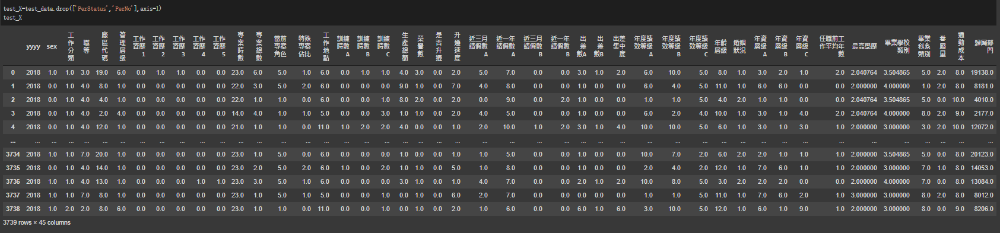 test_X=test_data.drop(['PerStatus','PerNo'],axis=1)
test_X
yyyy sex 工作分類 職等 廠區代碼 管理層級 工作資歷1 工作資歷2 工作資歷3 工作資歷4 工作資歷5 專案時數 專案總數 當前專案角色 特殊專案佔比 工作地點 訓練時數A 訓練時數B 訓練時數C 生產總額 榮譽數 是否升遷 升遷速度 近三月請假數A 近一年請假數A 近三月請假數B 近一年請假數B 出差數A 出差數B 出差集中度 年度績效等級A 年度績效等級B 年度績效等級C 年齡層級 婚姻狀況 年資層級A 年資層級B 年資層級C 任職前工作平均年數 最高學歷 畢業學校類別 畢業科系類別 眷屬量 通勤成本 歸屬部門
0 2018 1.0 1.0 3.0 19.0 6.0 0.0 1.0 1.0 0.0 0.0 23.0 6.0 5.0 1.0 6.0 0.0 1.0 1.0 4.0 3.0 0.0 2.0 5.0 7.0 0.0 0.0 3.0 1.0 2.0 6.0 10.0 5.0 8.0 1.0 3.0 2.0 1.0 2.0 2.040764 3.504865 5.0 2.0 8.0 19138.0
1 2018 0.0 1.0 4.0 8.0 1.0 0.0 0.0 0.0 0.0 0.0 22.0 3.0 5.0 2.0 6.0 0.0 0.0 0.0 9.0 1.0 0.0 7.0 4.0 8.0 0.0 0.0 1.0 0.0 0.0 6.0 4.0 5.0 11.0 1.0 6.0 6.0 0.0 0.0 2.000000 4.000000 1.0 2.0 8.0 8181.0
2 2018 0.0 1.0 4.0 4.0 1.0 0.0 0.0 0.0 0.0 0.0 22.0 1.0 1.0 0.0 6.0 0.0 0.0 0.0 8.0 2.0 0.0 2.0 0.0 9.0 0.0 2.0 1.0 0.0 0.0 1.0 1.0 5.0 4.0 2.0 1.0 1.0 0.0 0.0 2.040764 3.504865 5.0 0.0 10.0 4010.0
3 2018 0.0 1.0 4.0 2.0 4.0 0.0 0.0 0.0 0.0 0.0 14.0 4.0 1.0 1.0 5.0 0.0 0.0 3.0 1.0 1.0 0.0 2.0 4.0 5.0 0.0 0.0 1.0 0.0 0.0 6.0 2.0 4.0 10.0 1.0 3.0 1.0 4.0 2.0 2.040764 4.000000 8.0 2.0 9.0 2177.0
4 2018 0.0 1.0 4.0 12.0 1.0 0.0 0.0 0.0 0.0 0.0 21.0 1.0 1.0 0.0 11.0 1.0 2.0 2.0 4.0 0.0 0.0 1.0 2.0 10.0 1.0 2.0 3.0 1.0 4.0 10.0 10.0 5.0 6.0 1.0 3.0 1.0 3.0 1.0 2.000000 3.000000 3.0 2.0 10.0 12072.0
... ... ... ... ... ... ... ... ... ... ... ... ... ... ... ... ... ... ... ... ... ... ... ... ... ... ... ... ... ... ... ... ... ... ... ... ... ... ... ... ... ... ... ... ... ...
3734 2018 1.0 1.0 7.0 20.0 1.0 0.0 0.0 0.0 0.0 0.0 23.0 1.0 5.0 0.0 6.0 0.0 0.0 0.0 1.0 0.0 0.0 1.0 1.0 5.0 0.0 0.0 1.0 0.0 0.0 10.0 7.0 2.0 6.0 2.0 2.0 1.0 1.0 1.0 2.000000 3.504865 5.0 0.0 8.0 20123.0
3735 2018 0.0 1.0 4.0 14.0 1.0 0.0 0.0 0.0 0.0 0.0 23.0 2.0 5.0 2.0 6.0 1.0 0.0 2.0 1.0 1.0 0.0 5.0 1.0 8.0 0.0 0.0 1.0 0.0 0.0 2.0 4.0 2.0 12.0 1.0 7.0 6.0 1.0 1.0 2.000000 3.000000 7.0 1.0 8.0 14053.0
3736 2018 1.0 1.0 4.0 13.0 1.0 0.0 0.0 0.0 1.0 1.0 23.0 3.0 5.0 1.0 6.0 0.0 0.0 0.0 3.0 1.0 0.0 1.0 4.0 7.0 0.0 0.0 2.0 1.0 2.0 10.0 8.0 5.0 3.0 2.0 2.0 2.0 0.0 0.0 2.000000 4.000000 7.0 0.0 8.0 13084.0
3737 2018 1.0 1.0 7.0 8.0 1.0 0.0 0.0 0.0 0.0 0.0 23.0 1.0 5.0 1.0 5.0 0.0 0.0 1.0 0.0 1.0 0.0 6.0 2.0 7.0 0.0 0.0 0.0 0.0 0.0 1.0 1.0 5.0 11.0 1.0 7.0 6.0 2.0 1.0 3.000000 3.000000 8.0 2.0 8.0 8012.0
3738 2018 1.0 2.0 2.0 8.0 6.0 0.0 0.0 0.0 0.0 0.0 23.0 1.0 1.0 0.0 11.0 0.0 0.0 1.0 0.0 1.0 0.0 2.0 1.0 6.0 0.0 0.0 6.0 1.0 6.0 3.0 10.0 5.0 12.0 1.0 6.0 1.0 9.0 1.0 2.000000 3.000000 8.0 0.0 9.0 8206.0
3739 rows × 45 columns